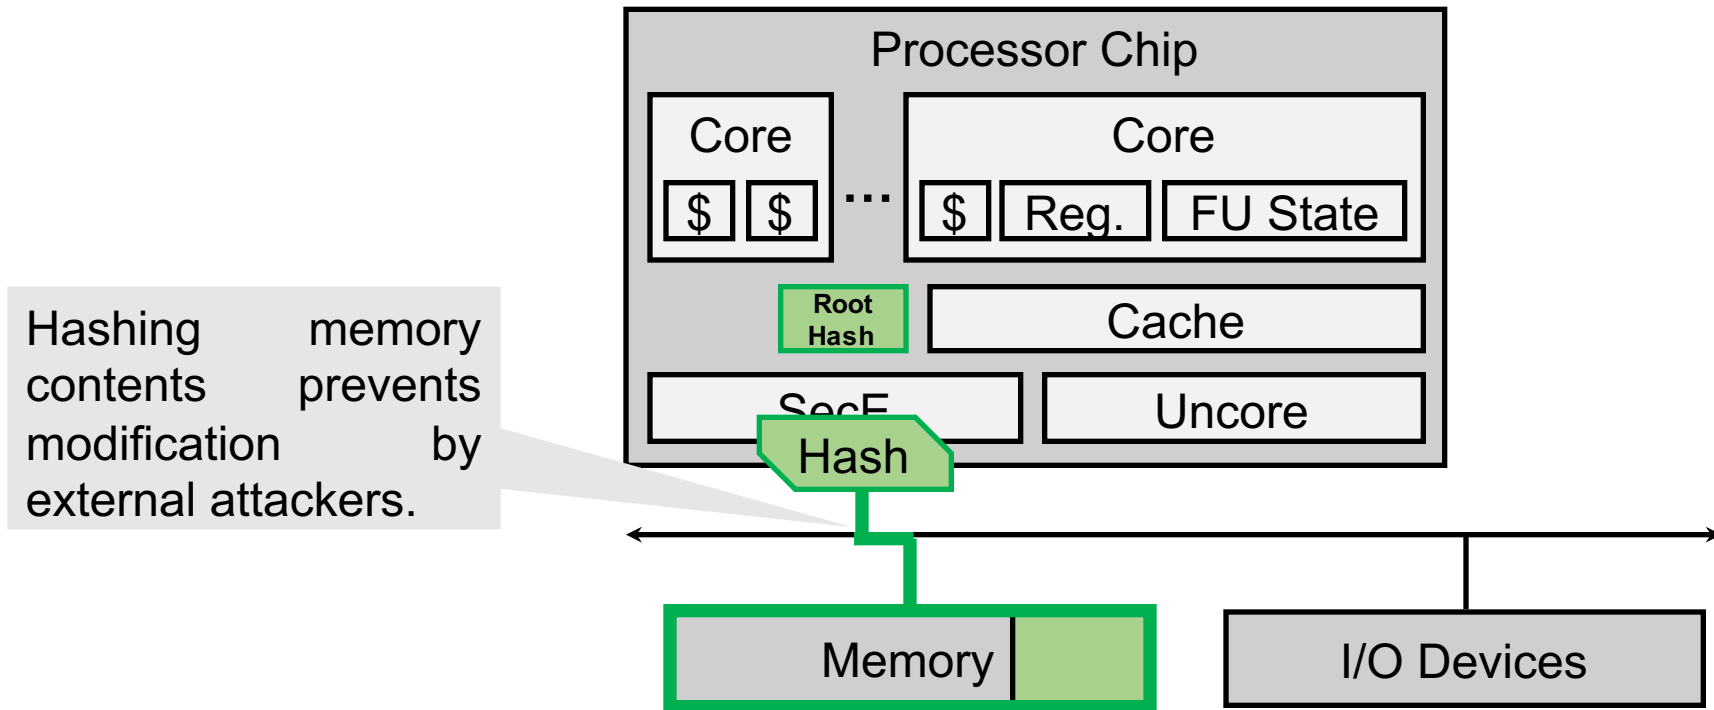 Processor Chip
Core
Core
$ $ ... $ Reg. FU State
Root
Hash
Cache
SecE
Uncore
Hash
Hashing memory
contents prevents
modification by
external attackers.
Memory
I/O Devices